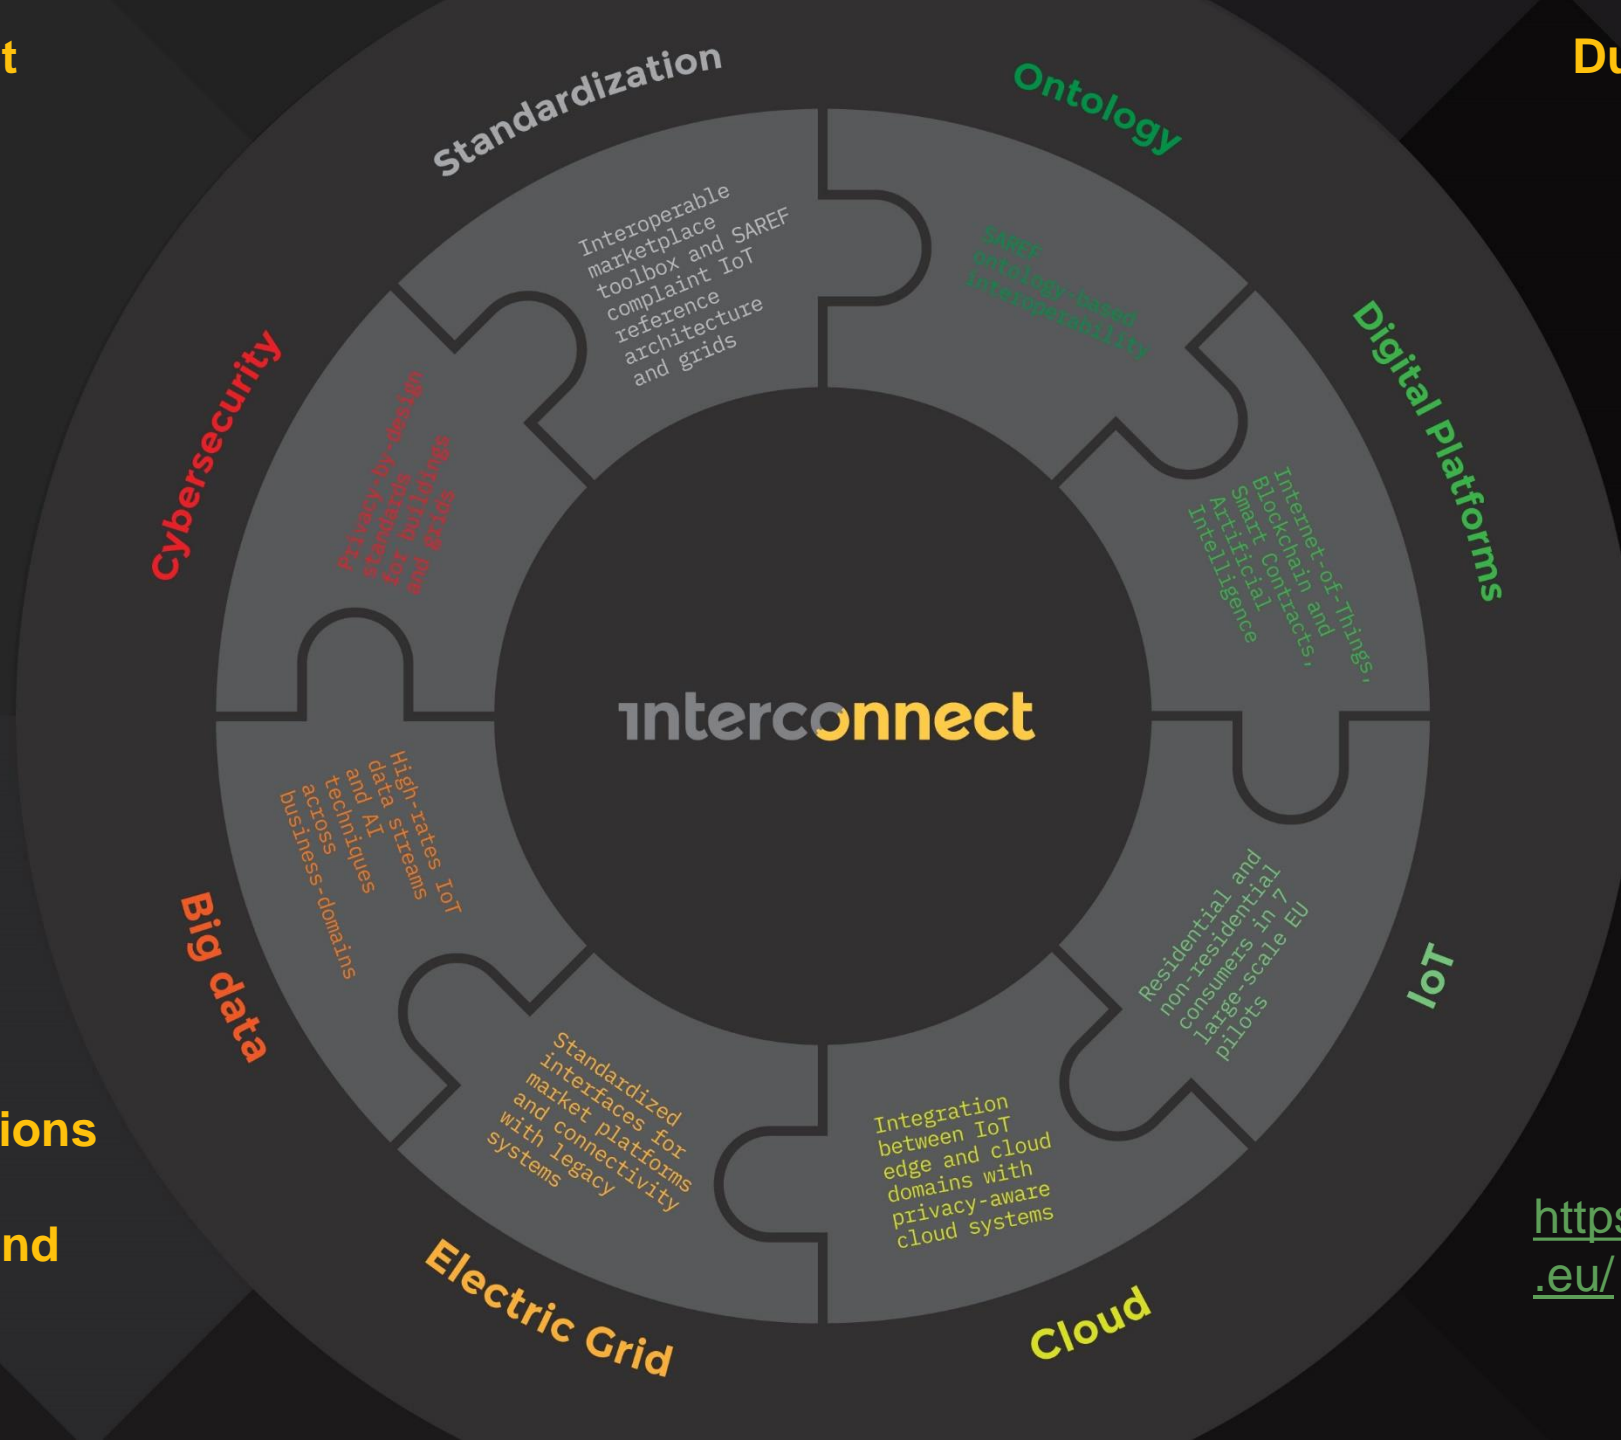 t
Du
Standardization
Interoperable
marketplace
toolbox and SAREF
complaint IoT
reference
architecture
and grids
Ontology
SAREF
ontology-based
interoperability
Digital Platforms
Internet-of-Things,
Blockchain and
Smart Contracts,
Artificial
Intelligence
IoT
Residential and
non-residential
consumers in 7
large-scale EU
pilots
Cloud
Integration
between IoT
edge and cloud
domains with
privacy-aware
cloud systems
Electric Grid
Standardized
interfaces for
market platforms
and connectivity
with legacy
systems
Big data
High-rates IoT
data streams
and AI
techniques
across
business-domains
Cybersecurity
Privacy-by-design
standards
for buildings
and grids
interconnect
ions
nd
https
.eu/